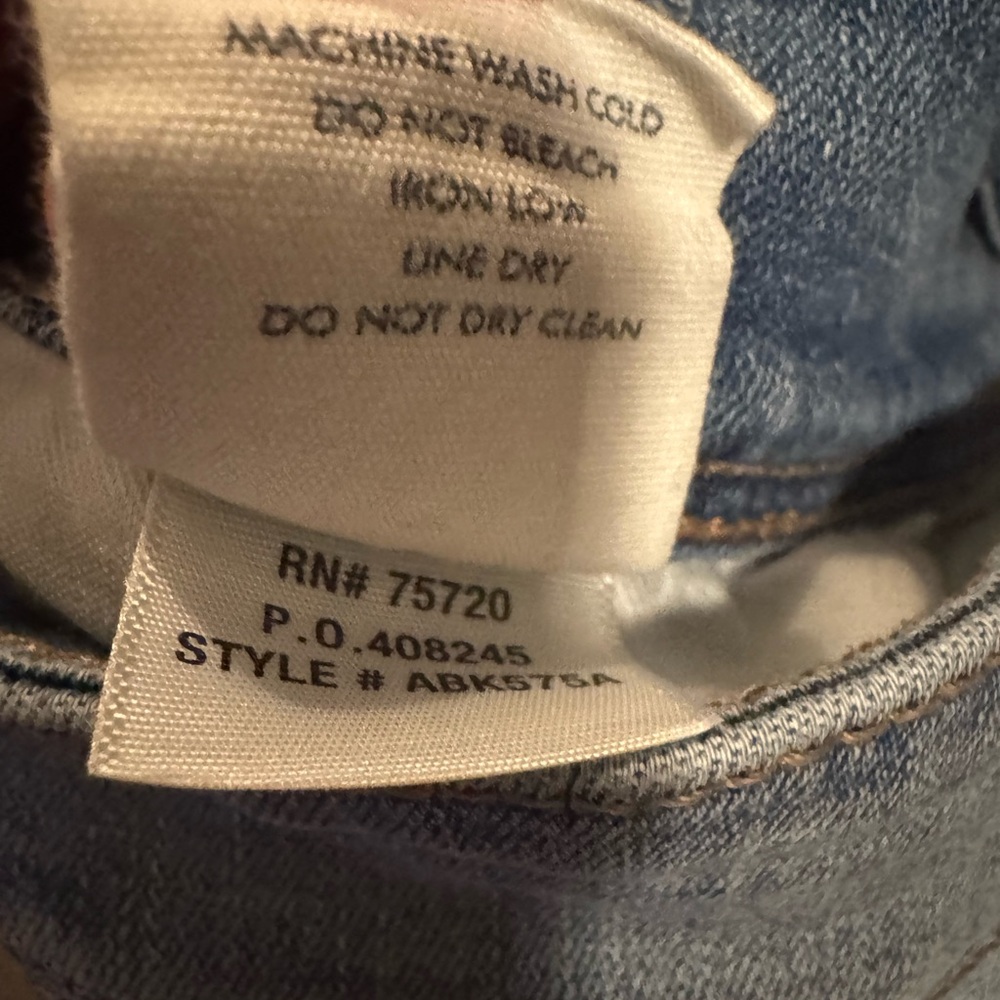 MACHINE WASH COLD
DO NOT BLEACH
IRON LOW
LINE DRY
DO NOT DRY CLEAN
RN# 75720
P.O.408245
STYLE # ABK575A